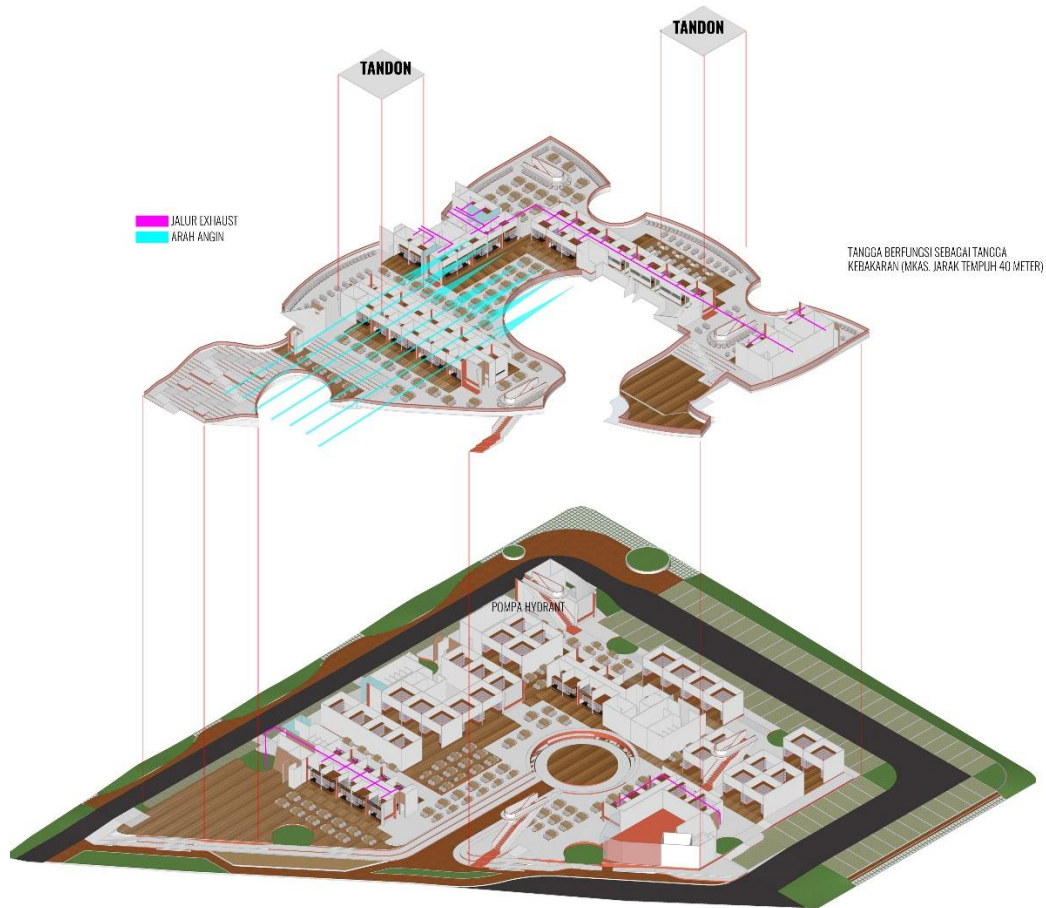 TANDON
TANDON
JALUR EXHAUST
ARAH ANGIN
TANGGA BERFUNGSI SEBAGAI TANGGA
KEBAKARAN (MKAS. JARAK TEMPUH 40 METER)
POMPA HYDRANT